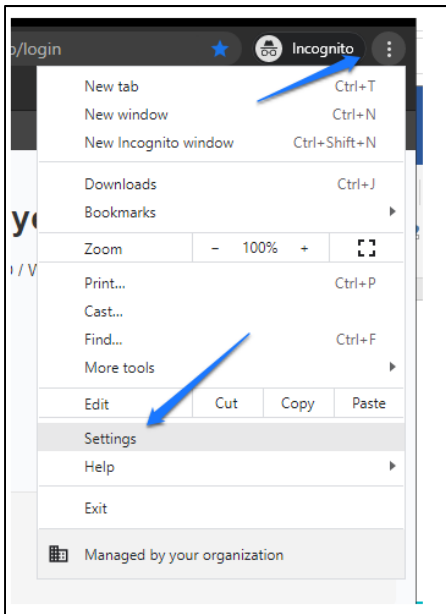 o/login Incognito
New tab Ctrl+T
New window Ctrl+N
New Incognito window Ctrl+Shift+N
Downloads Ctrl+J
Bookmarks
Zoom - 100% +
Print... Ctrl+P
Cast...
Find... Ctrl+F
More tools
Edit Cut Copy Paste
Settings
Help
Exit
Managed by your organization